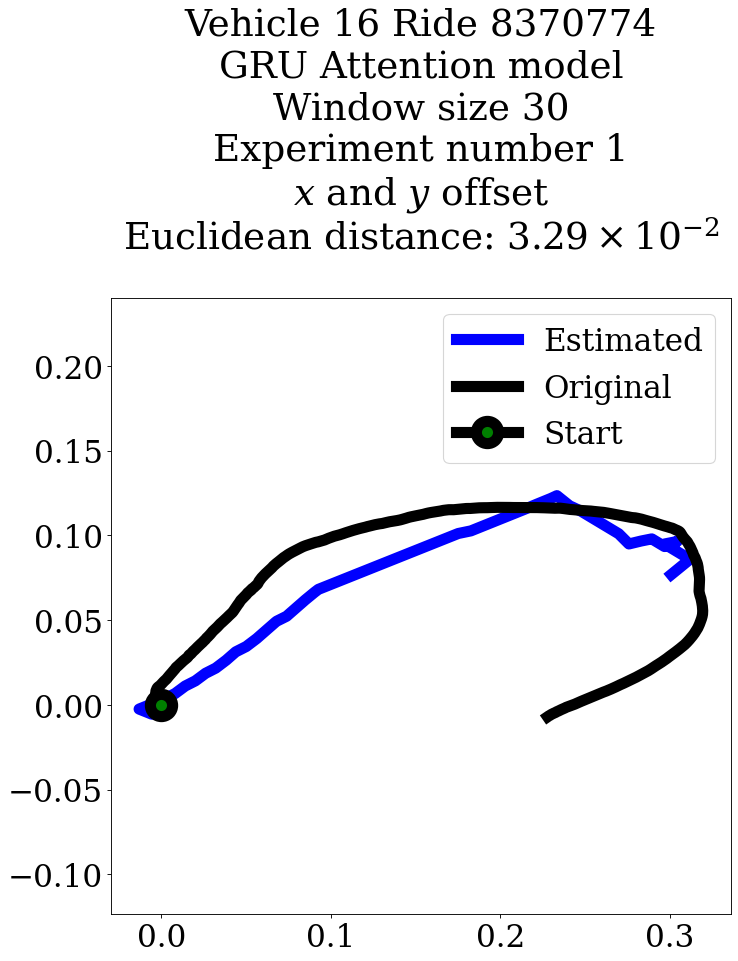 Vehicle 16 Ride 8370774
GRU Attention model
Window size 30
Experiment number 1
x and y offset
Euclidean distance: 3.29 × 10⁻²
Estimated
Original
Start
0.20
0.15
0.10
0.05
0.00
−0.05
−0.10
0.0 0.1 0.2 0.3